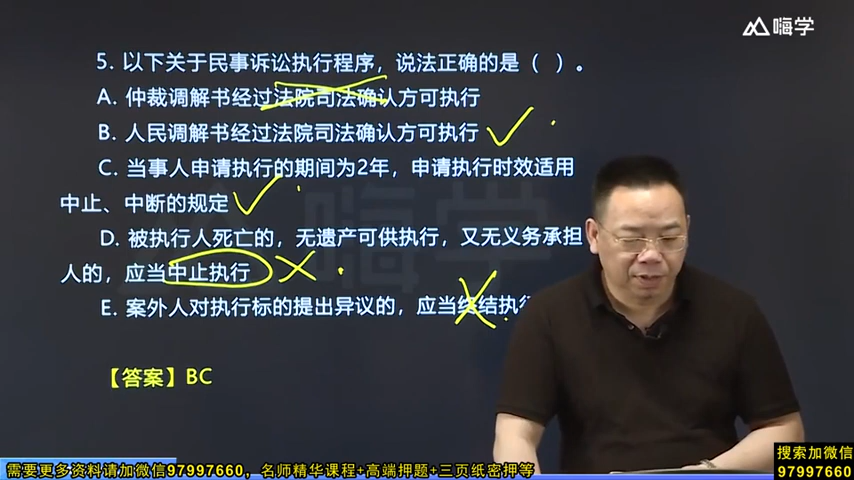 嗨学
5. 以下关于民事诉讼执行程序，说法正确的是（ ）。
A. 仲裁调解书经过法院司法确认方可执行
B. 人民调解书经过法院司法确认方可执行
C. 当事人申请执行的期间为2年，申请执行时效适用
中止、中断的规定
D. 被执行人死亡的，无遗产可供执行，又无义务承担
人的，应当中止执行
E. 案外人对执行标的提出异议的，应当终结执行
【答案】BC
嗨学
需要更多资料请加微信97997660，名师精华课程+高端押题+三页纸密押等
搜索加微信
97997660